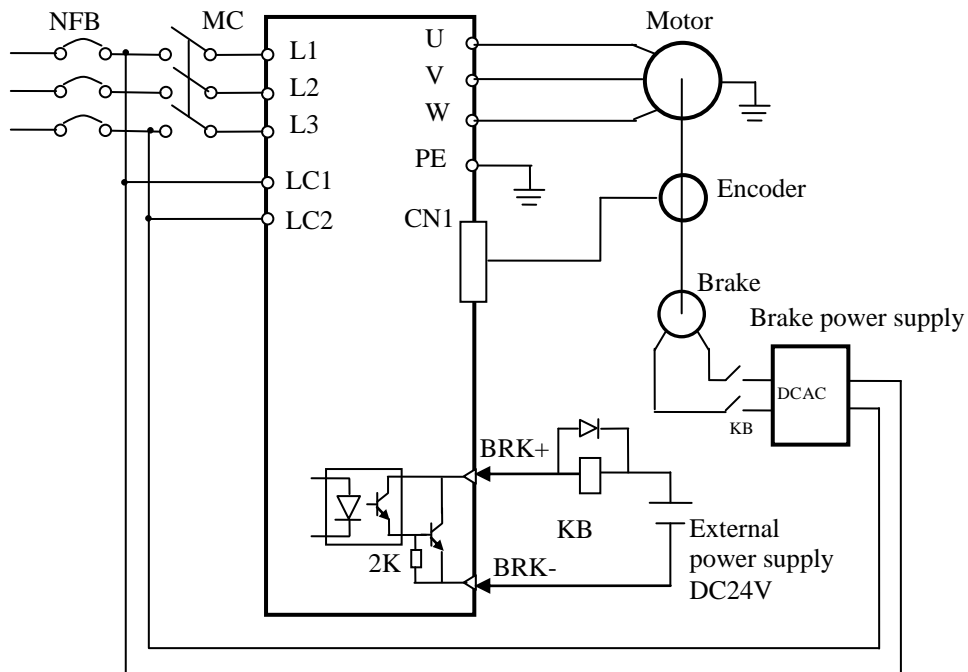 NFB
MC
L1
L2
L3
LC1
LC2
U
V
W
PE
CN1
Motor
Encoder
Brake
Brake power supply
DCAC
KB
BRK+
KB
2K
BRK-
External
power supply
DC24V